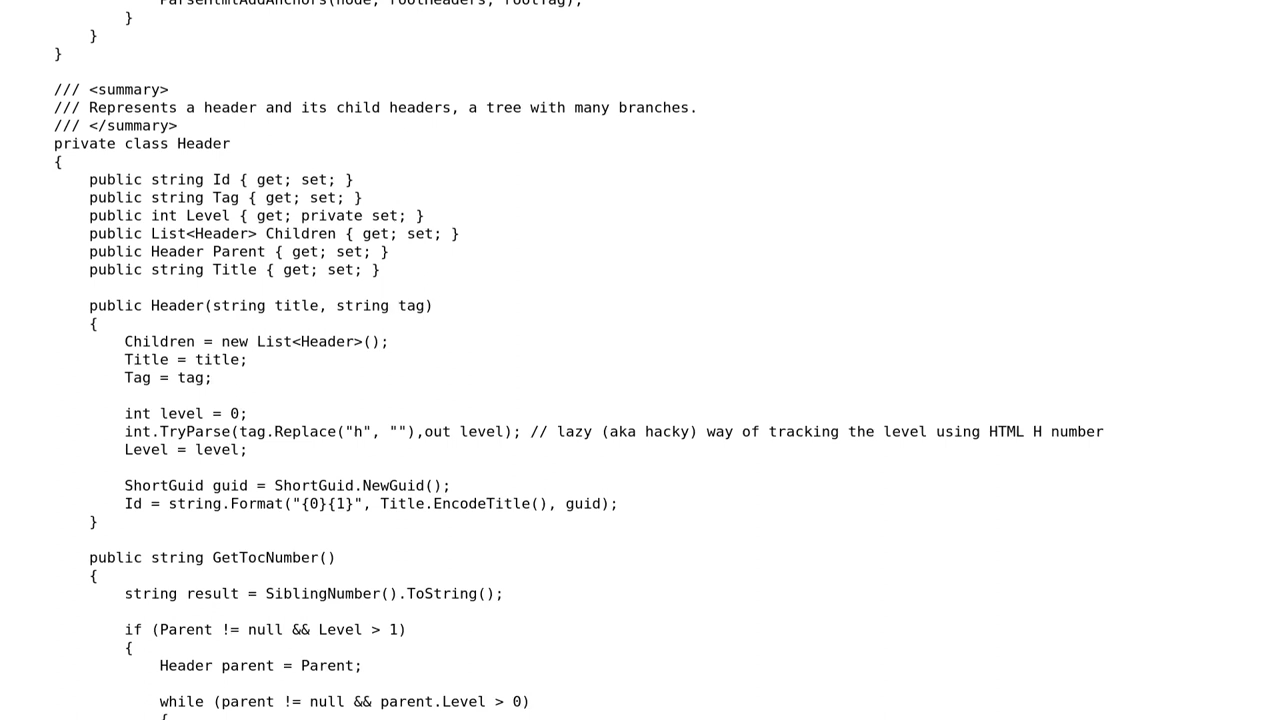 ParseHtmlAddAnchors(node, rootHeaders, rootTag);
            }
        }
    }

    /// <summary>
    /// Represents a header and its child headers, a tree with many branches.
    /// </summary>
    private class Header
    {
        public string Id { get; set; }
        public string Tag { get; set; }
        public int Level { get; private set; }
        public List<Header> Children { get; set; }
        public Header Parent { get; set; }
        public string Title { get; set; }

        public Header(string title, string tag)
        {
            Children = new List<Header>();
            Title = title;
            Tag = tag;

            int level = 0;
            int.TryParse(tag.Replace("h", ""),out level); // lazy (aka hacky) way of tracking the level using HTML H number
            Level = level;

            ShortGuid guid = ShortGuid.NewGuid();
            Id = string.Format("{0}{1}", Title.EncodeTitle(), guid);
        }

        public string GetTocNumber()
        {
            string result = SiblingNumber().ToString();

            if (Parent != null && Level > 1)
            {
                Header parent = Parent;

                while (parent != null && parent.Level > 0)
                {